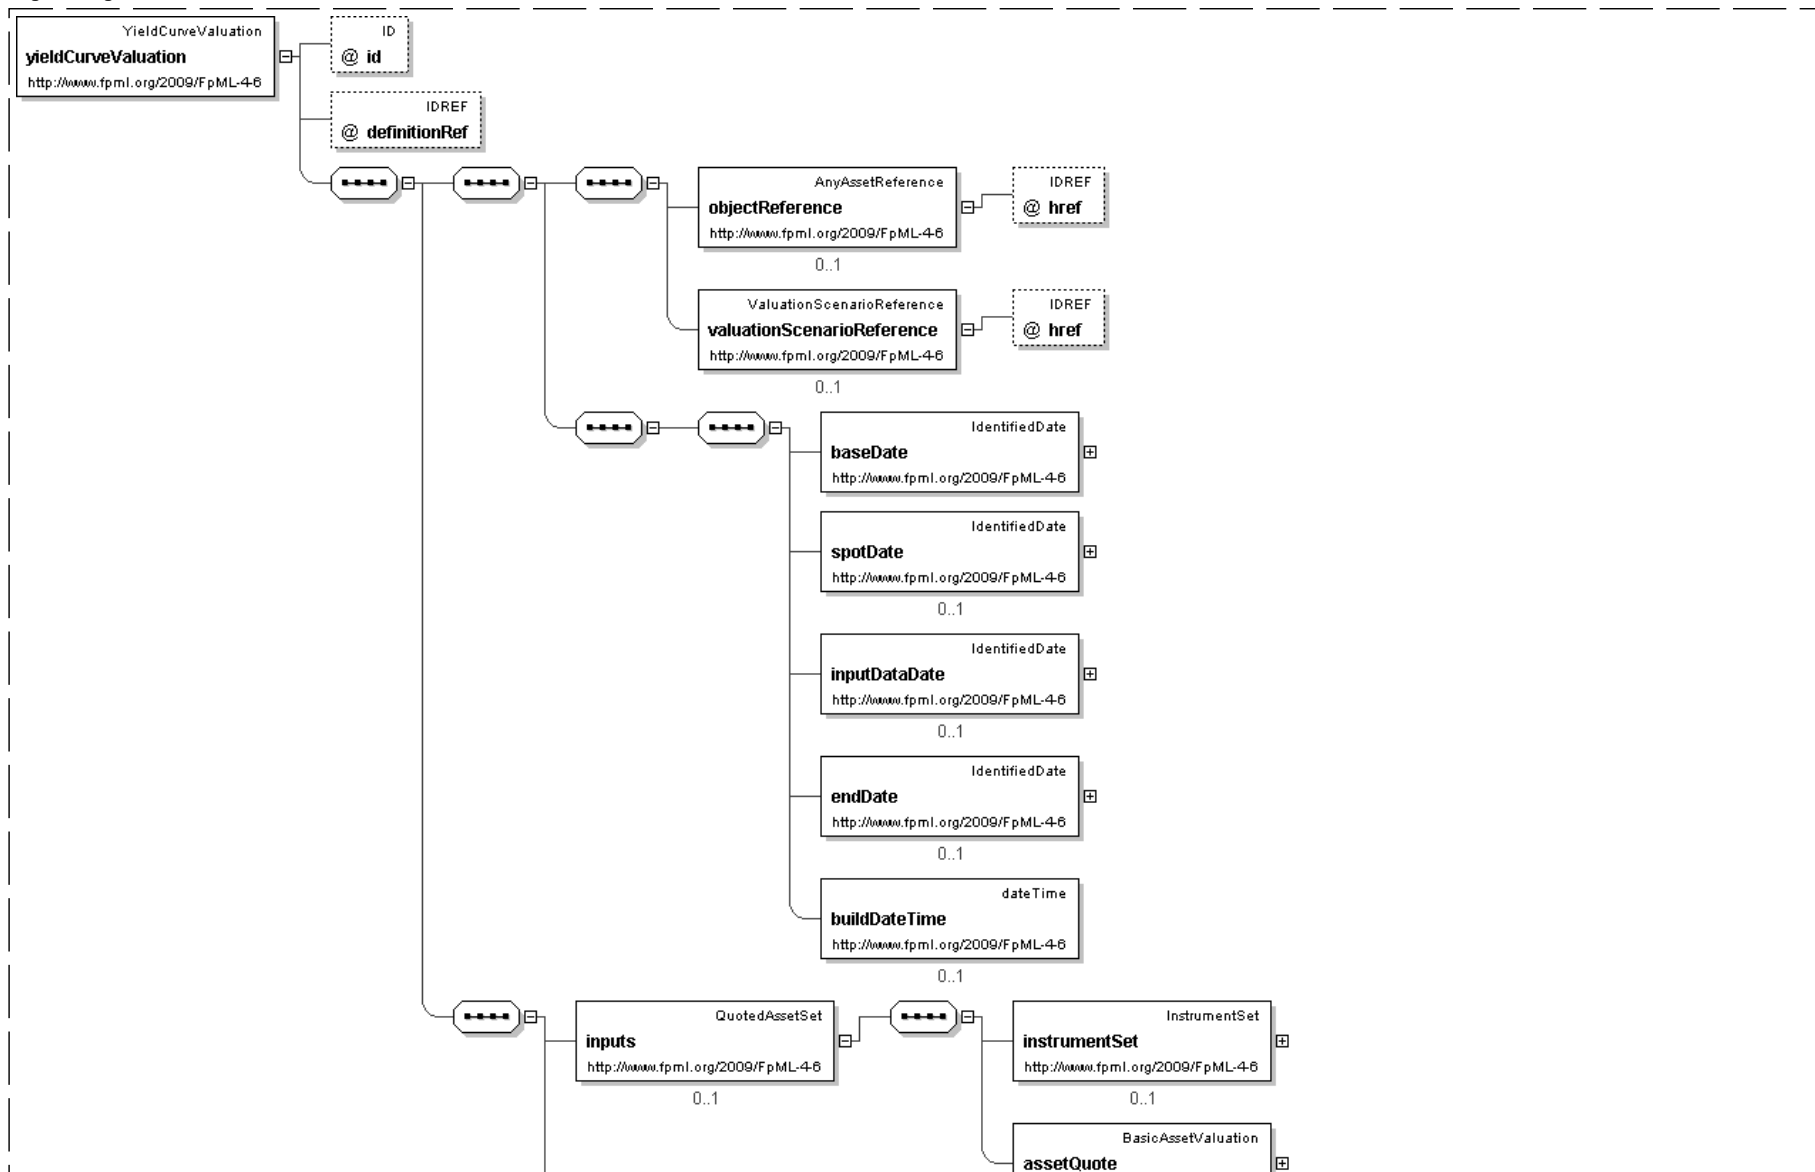 YieldCurveValuation
yieldCurveValuation
http://www.fpml.org/2009/FpML-4-6
ID
@ id
IDREF
@ definitionRef
AnyAssetReference
objectReference
http://www.fpml.org/2009/FpML-4-6
0..1
IDREF
@ href
ValuationScenarioReference
valuationScenarioReference
http://www.fpml.org/2009/FpML-4-6
0..1
IDREF
@ href
IdentifiedDate
baseDate
http://www.fpml.org/2009/FpML-4-6
IdentifiedDate
spotDate
http://www.fpml.org/2009/FpML-4-6
0..1
IdentifiedDate
inputDataDate
http://www.fpml.org/2009/FpML-4-6
0..1
IdentifiedDate
endDate
http://www.fpml.org/2009/FpML-4-6
0..1
dateTime
buildDateTime
http://www.fpml.org/2009/FpML-4-6
0..1
QuotedAssetSet
inputs
http://www.fpml.org/2009/FpML-4-6
0..1
InstrumentSet
instrumentSet
http://www.fpml.org/2009/FpML-4-6
0..1
BasicAssetValuation
assetQuote